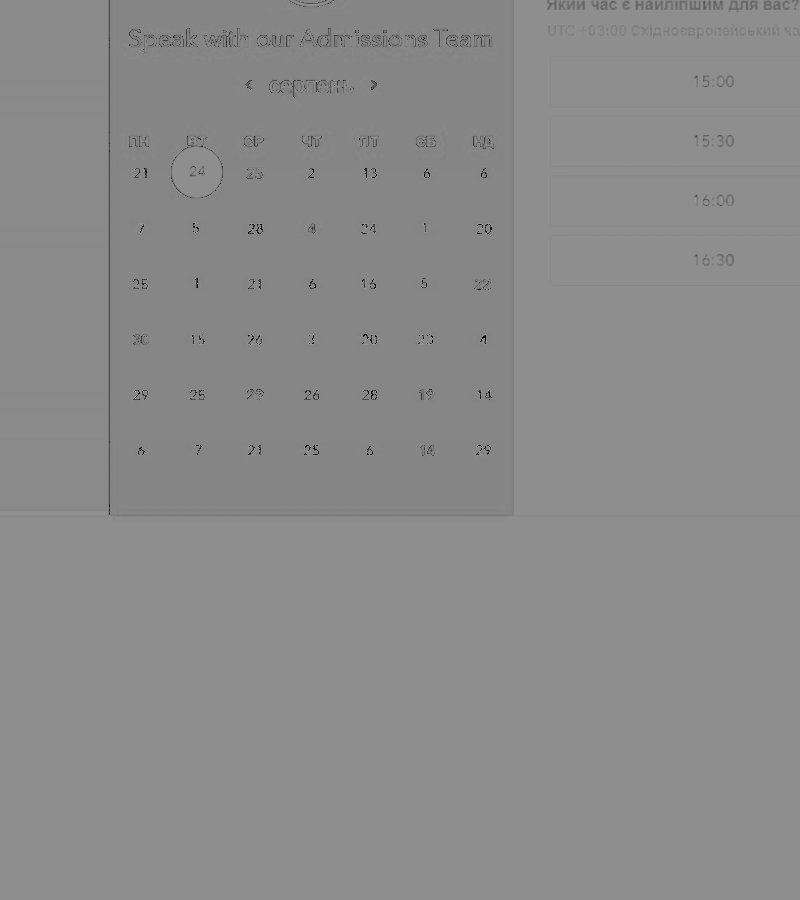 Speak with our Admissions Team
‹ серпень ›
ПН ВТ СР ЧТ ПТ СБ НД
21 24 25 2 13 6 6
7 5 28 4 24 1 20
25 1 21 6 16 5 22
30 15 26 3 20 23 4
29 25 29 26 28 19 14
6 7 21 25 6 14 29
Який час є найліпшим для вас?
UTC +03:00 Східноєвропейський
15:00
15:30
16:00
16:30